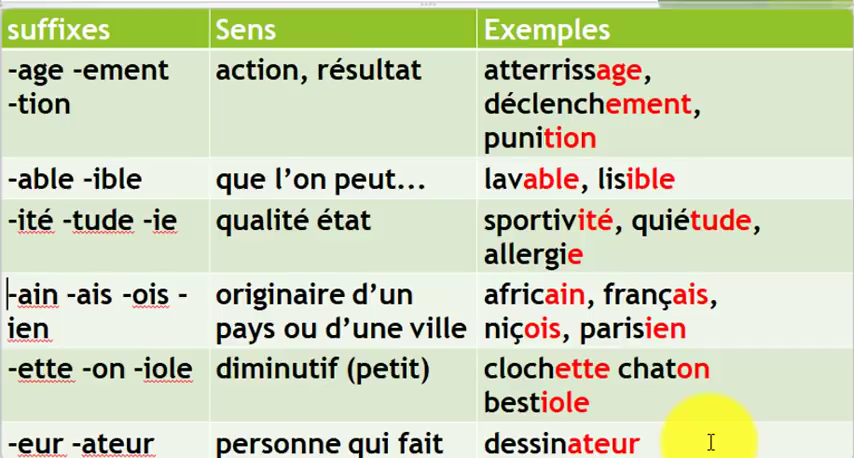 suffixes Sens Exemples
-age -ement action, résultat atterrissage,
-tion déclenchement,
punition
-able -ible que l’on peut... lavable, lisible
-ité -tude -ie qualité état sportivité, quiétude,
allergie
-ain -ais -ois - originaire d’un africain, français,
ien pays ou d’une ville niçois, parisien
-ette -on -iole diminutif (petit) clochette chaton
bestiole
-eur -ateur personne qui fait dessinateur